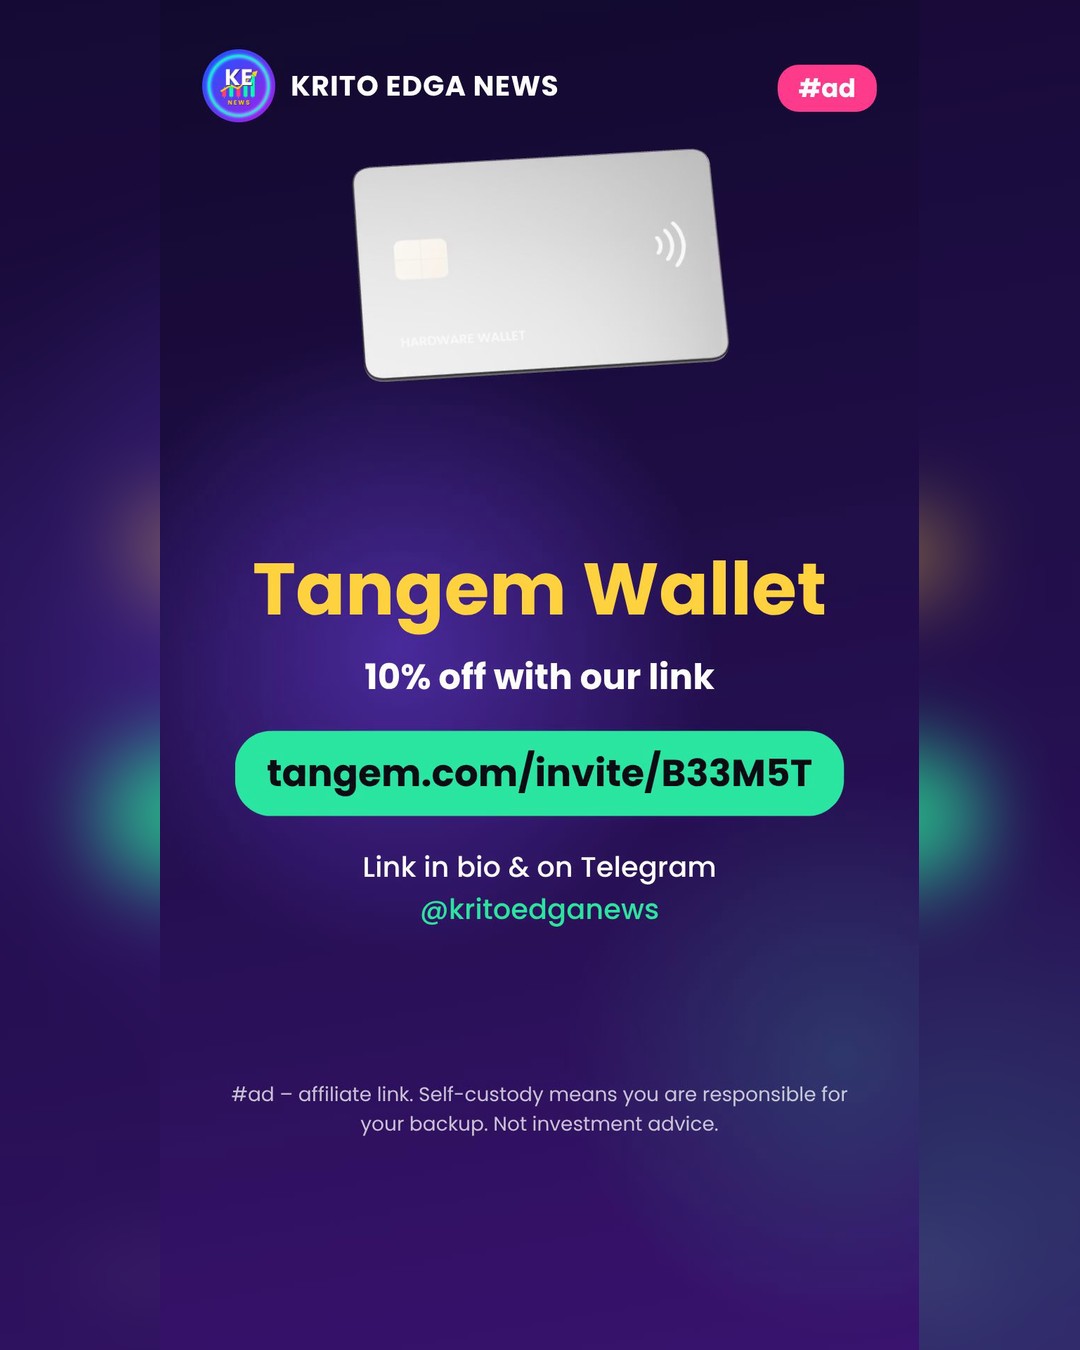 KE
NEWS
KRITO EDGA NEWS
#ad
HARDWARE WALLET
Tangem Wallet
10% off with our link
tangem.com/invite/B33M5T
Link in bio & on Telegram
@kritoedganews
#ad – affiliate link. Self-custody means you are responsible for
your backup. Not investment advice.